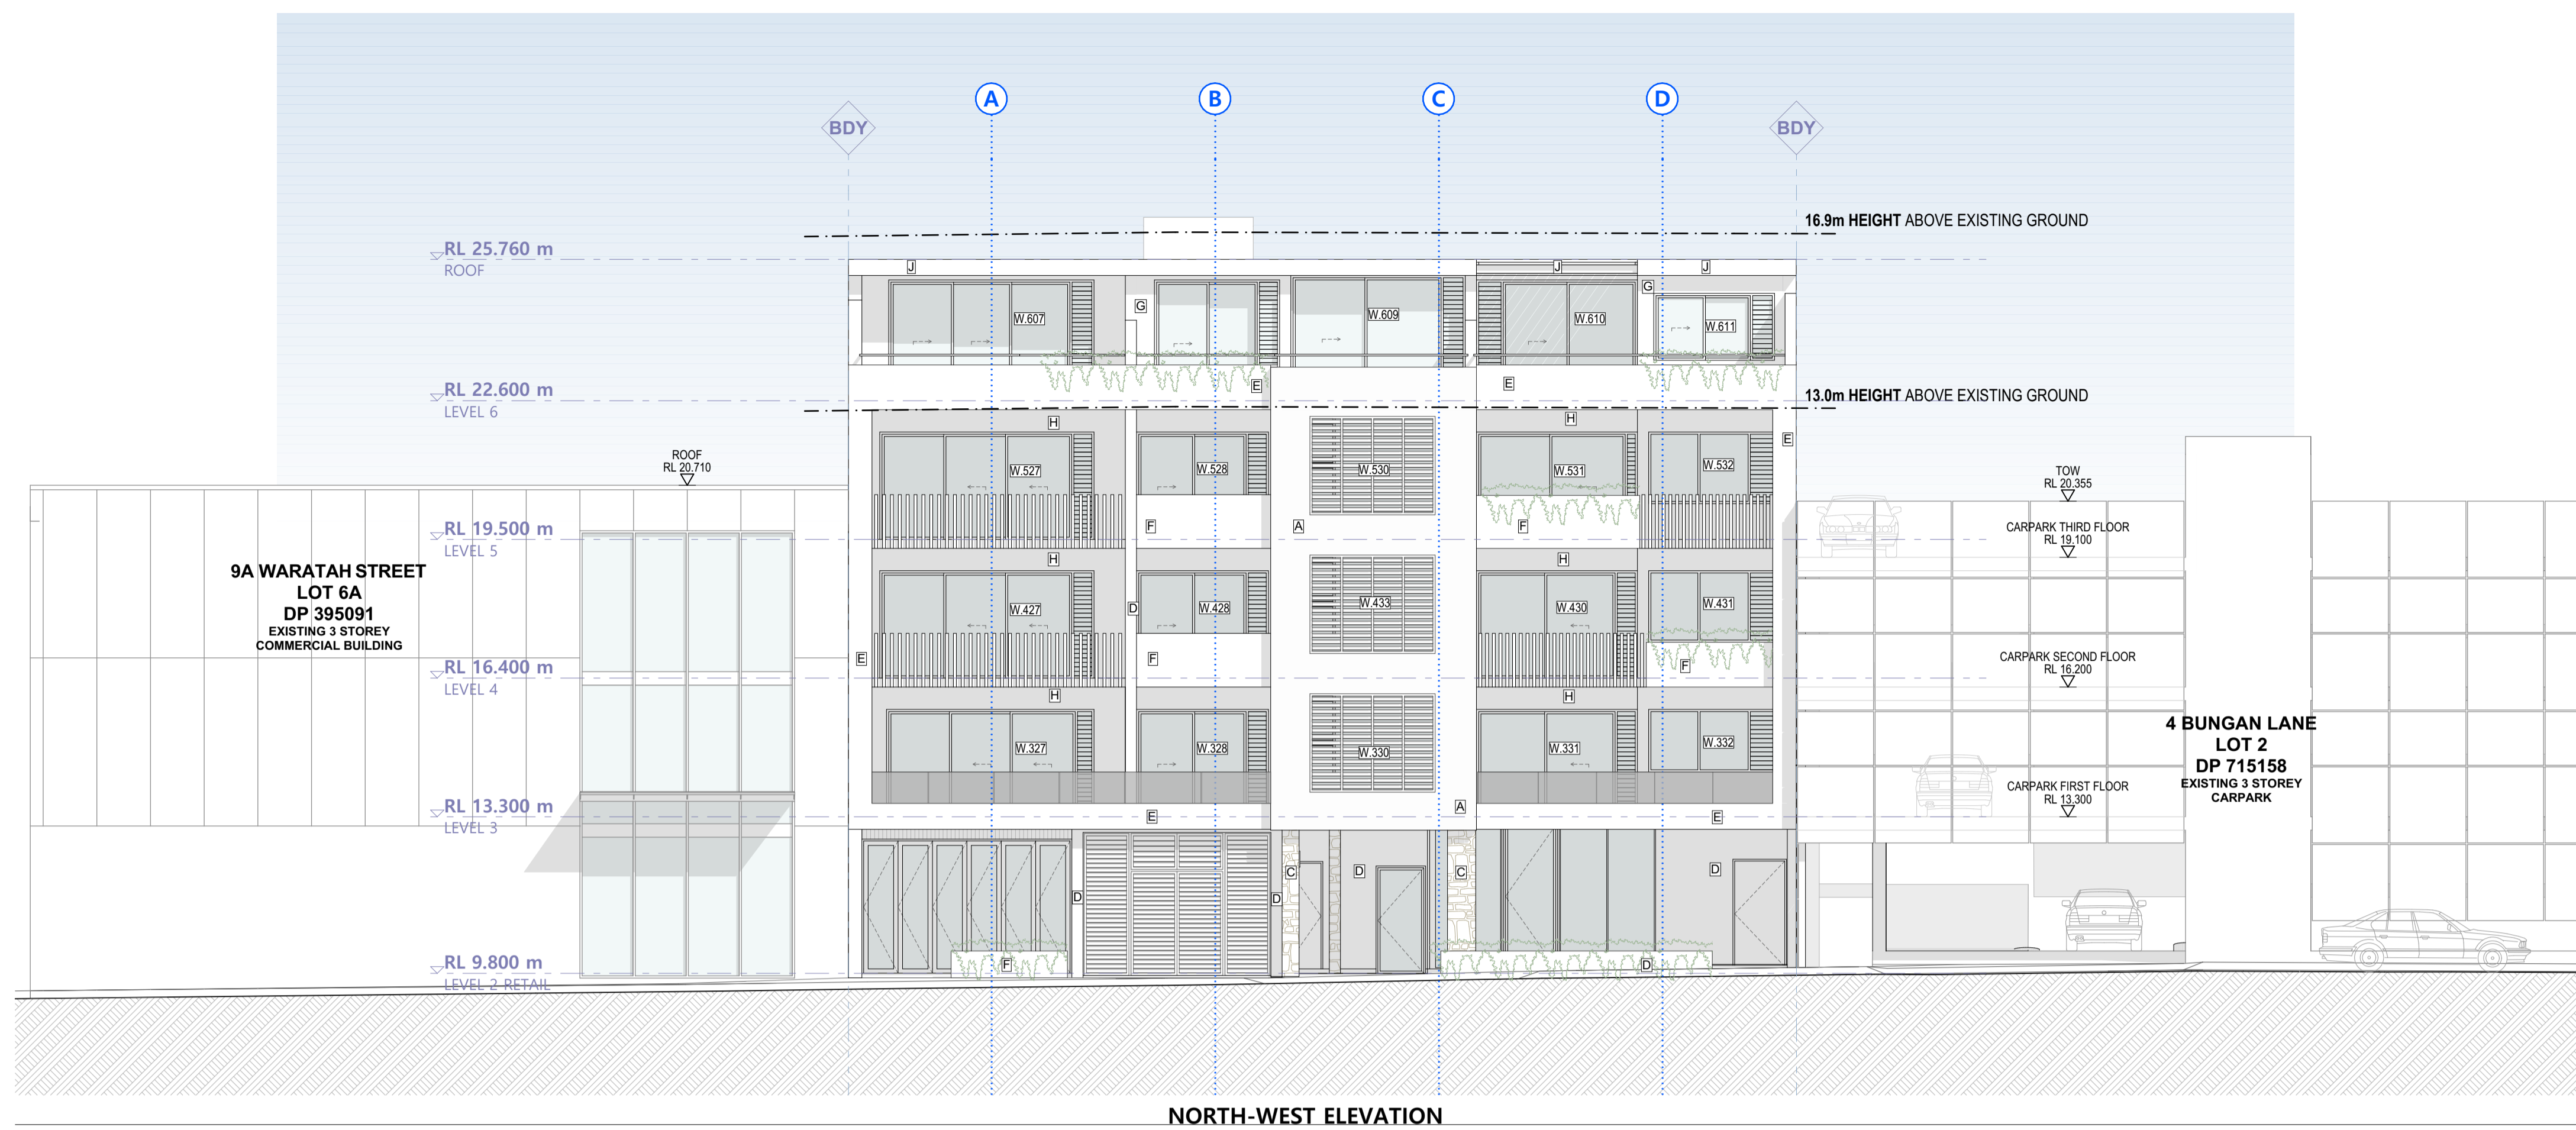 A
B
C
D
BDY
BDY
16.9m HEIGHT ABOVE EXISTING GROUND
RL 25.760 m
ROOF
J
J
J
G
G
W.607
W.609
W.610
W.611
E
E
RL 22.600 m
LEVEL 6
13.0m HEIGHT ABOVE EXISTING GROUND
H
H
E
ROOF
RL 20.710
W.527
W.528
W.530
W.531
W.532
TOW
RL 20.355
F
A
F
RL 19.500 m
LEVEL 5
CARPARK THIRD FLOOR
RL 19.100
H
H
9A WARATAH STREET
LOT 6A
DP 395091
EXISTING 3 STOREY
COMMERCIAL BUILDING
W.427
D
W.428
W.433
W.430
W.431
E
F
F
RL 16.400 m
LEVEL 4
CARPARK SECOND FLOOR
RL 16.200
H
H
W.327
W.328
W.330
W.331
W.332
4 BUNGAN LANE
LOT 2
DP 715158
EXISTING 3 STOREY
CARPARK
RL 13.300 m
LEVEL 3
CARPARK FIRST FLOOR
RL 13.300
A
E
E
D
D
C
D
C
D
RL 9.800 m
LEVEL 2 RETAIL
F
D
NORTH-WEST ELEVATION